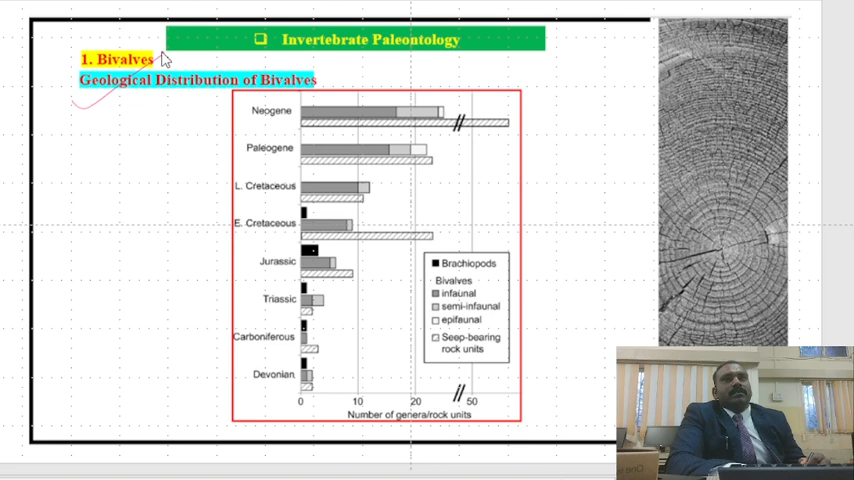 ❑ Invertebrate Paleontology
1. Bivalves
Geological Distribution of Bivalves
Neogene
Paleogene
L. Cretaceous
E. Cretaceous
Jurassic
Triassic
Carboniferous
Devonian
Brachiopods
Bivalves
infaunal
semi-infaunal
epifaunal
Seep-bearing
rock units
0 10 20 50
Number of genera/rock units